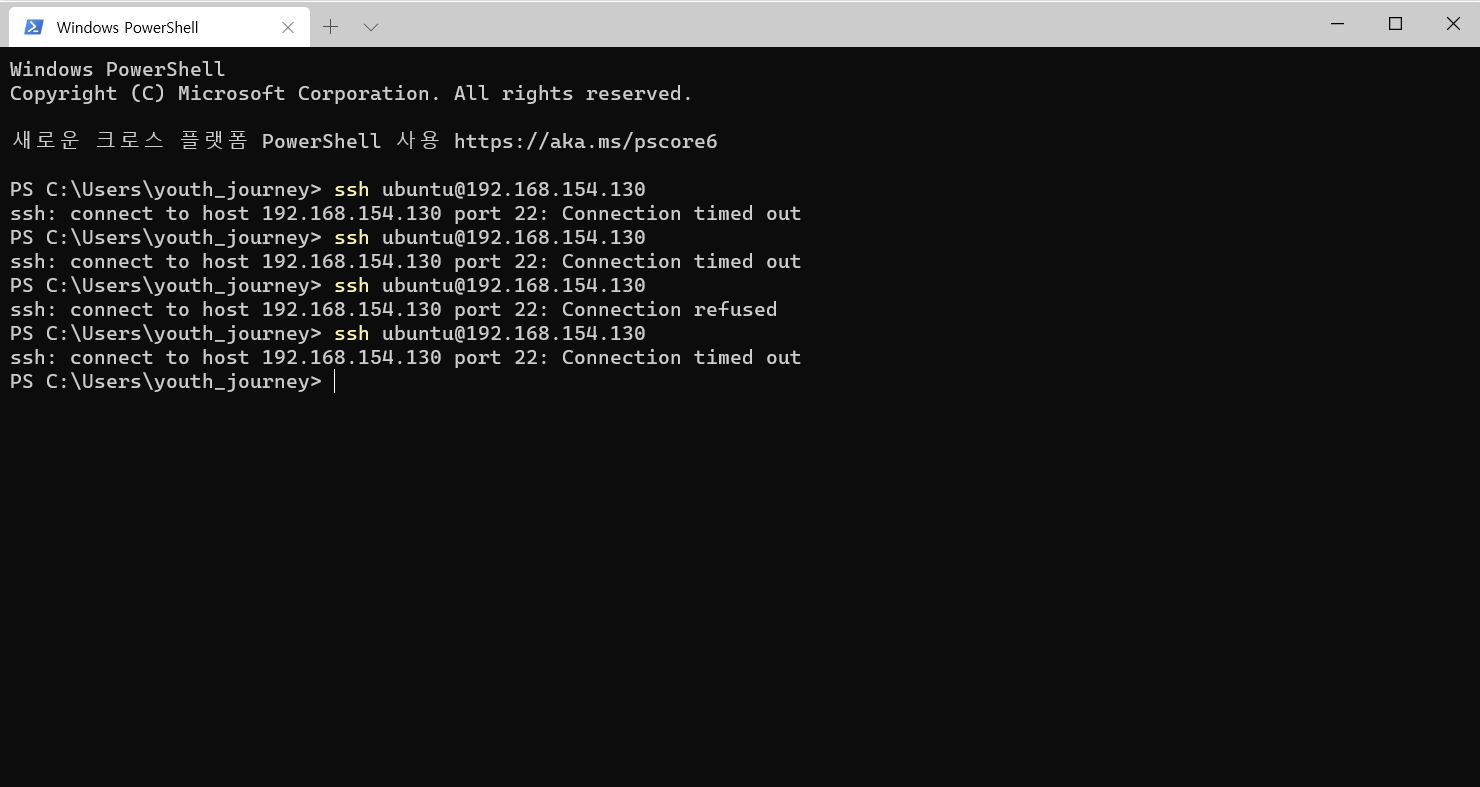 Windows PowerShell
Windows PowerShell
Copyright (C) Microsoft Corporation. All rights reserved.
새로운 크로스 플랫폼 PowerShell 사용 https://aka.ms/pscore6
PS C:\Users\youth_journey> ssh ubuntu@192.168.154.130
ssh: connect to host 192.168.154.130 port 22: Connection timed out
PS C:\Users\youth_journey> ssh ubuntu@192.168.154.130
ssh: connect to host 192.168.154.130 port 22: Connection timed out
PS C:\Users\youth_journey> ssh ubuntu@192.168.154.130
ssh: connect to host 192.168.154.130 port 22: Connection refused
PS C:\Users\youth_journey> ssh ubuntu@192.168.154.130
ssh: connect to host 192.168.154.130 port 22: Connection timed out
PS C:\Users\youth_journey>